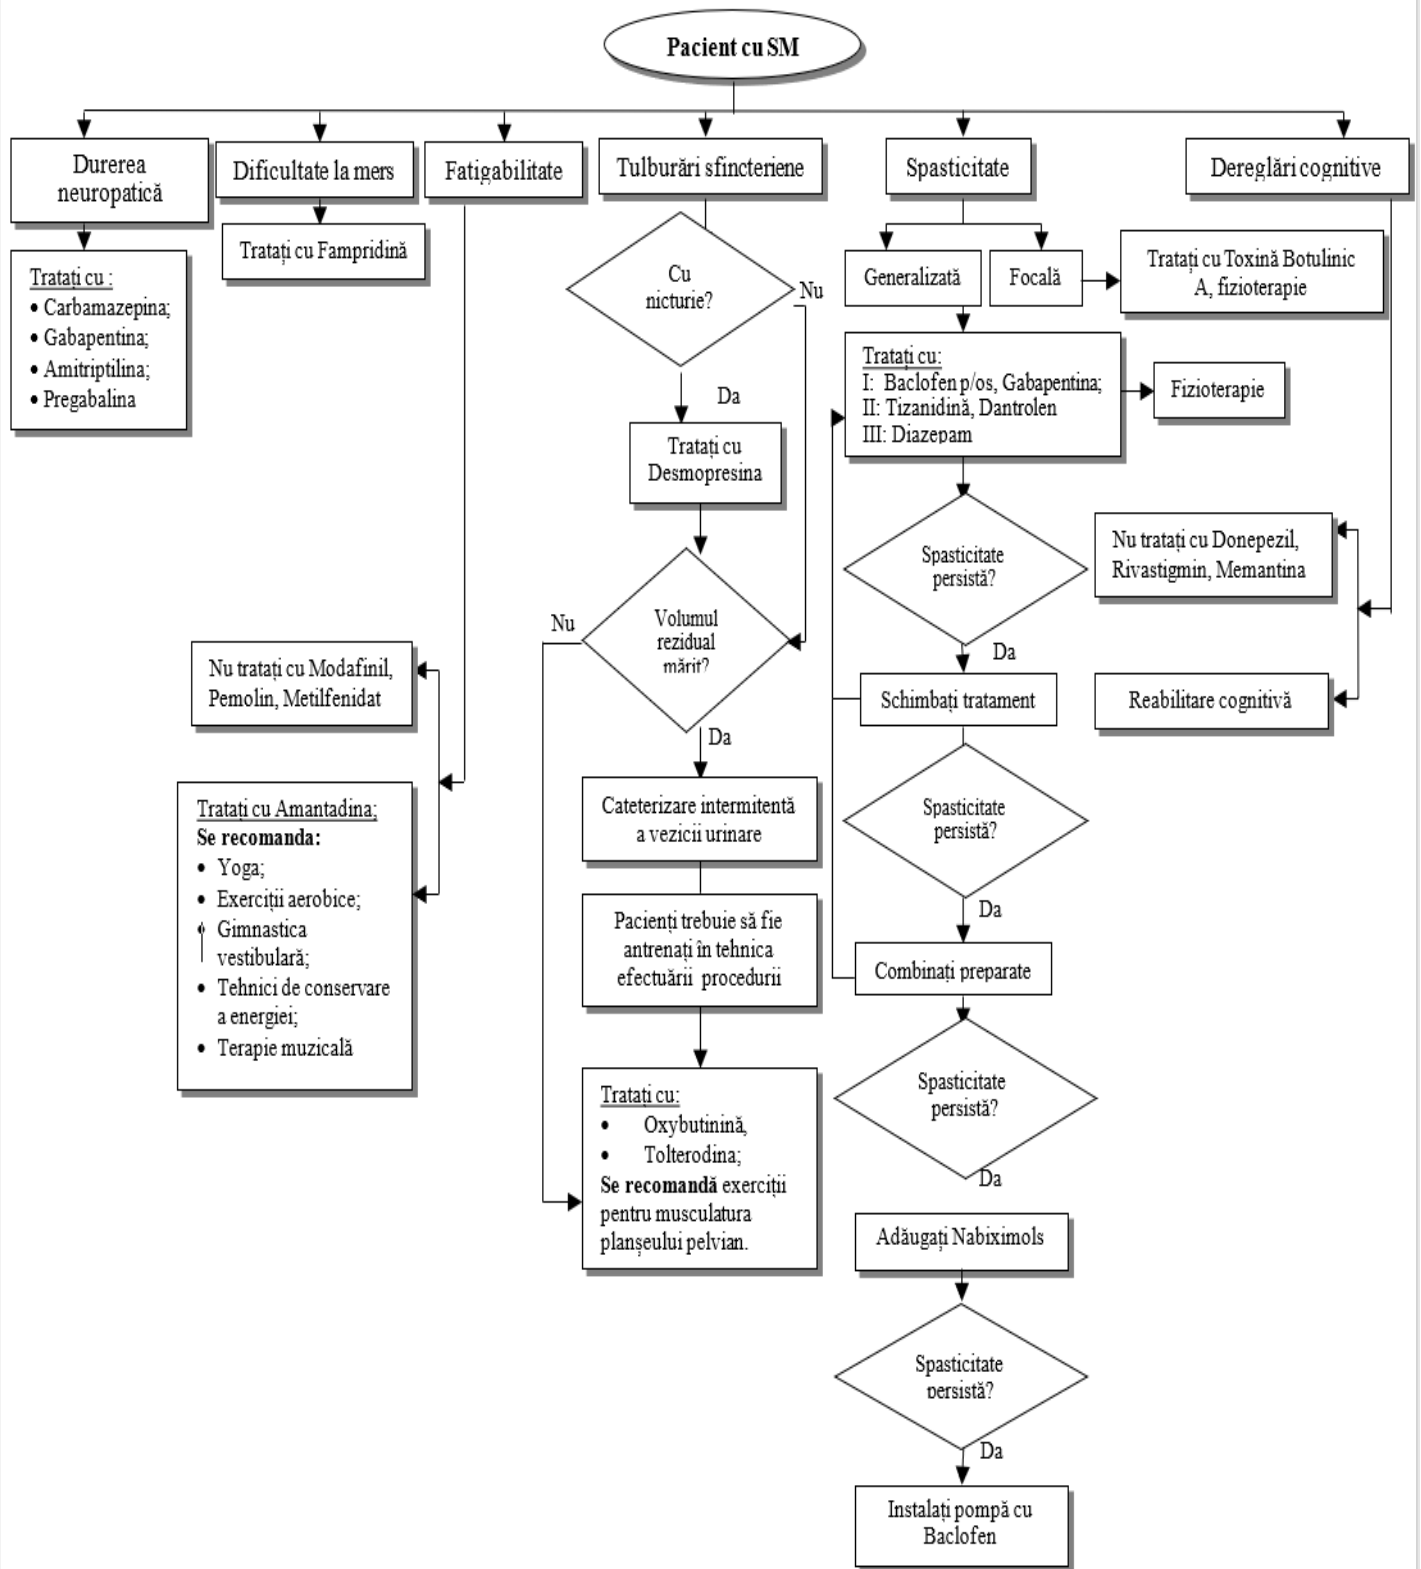 Pacient cu SM
Durerea
neuropatică
Tratați cu :
• Carbamazepina;
• Gabapentina;
• Amitriptilina;
• Pregabalina
Dificultate la mers
Tratați cu Fampridină
Fatigabilitate
Nu tratați cu Modafinil,
Pemolin, Metilfenidat
Tratați cu Amantadina;
Se recomanda:
• Yoga;
• Exerciții aerobice;
• Gimnastica
vestibulară;
• Tehnici de conservare
a energiei;
• Terapie muzicală
Tulburări sfincteriene
Cu
nicturie?
Nu
Da
Tratați cu
Desmopresina
Volumul
rezidual
mărit?
Nu
Da
Cateterizare intermitentă
a vezicii urinare
Pacienți trebuie să fie
antrenați în tehnica
efectuării procedurii
Tratați cu:
• Oxybutinină,
• Tolterodina;
Se recomandă exerciții
pentru musculatura
planșeului pelvian.
Spasticitate
Generalizată
Focală
Tratați cu Toxină Botulinic
A, fizioterapie
Tratați cu:
I: Baclofen p/os, Gabapentina;
II: Tizanidină, Dantrolen
III: Diazepam
Fizioterapie
Spasticitate
persistă?
Da
Schimbați tratament
Spasticitate
persistă?
Da
Combinați preparate
Spasticitate
persistă?
Da
Adăugați Nabiximols
Spasticitate
persistă?
Da
Instalați pompă cu
Baclofen
Dereglări cognitive
Nu tratați cu Donepezil,
Rivastigmin, Memantina
Reabilitare cognitivă